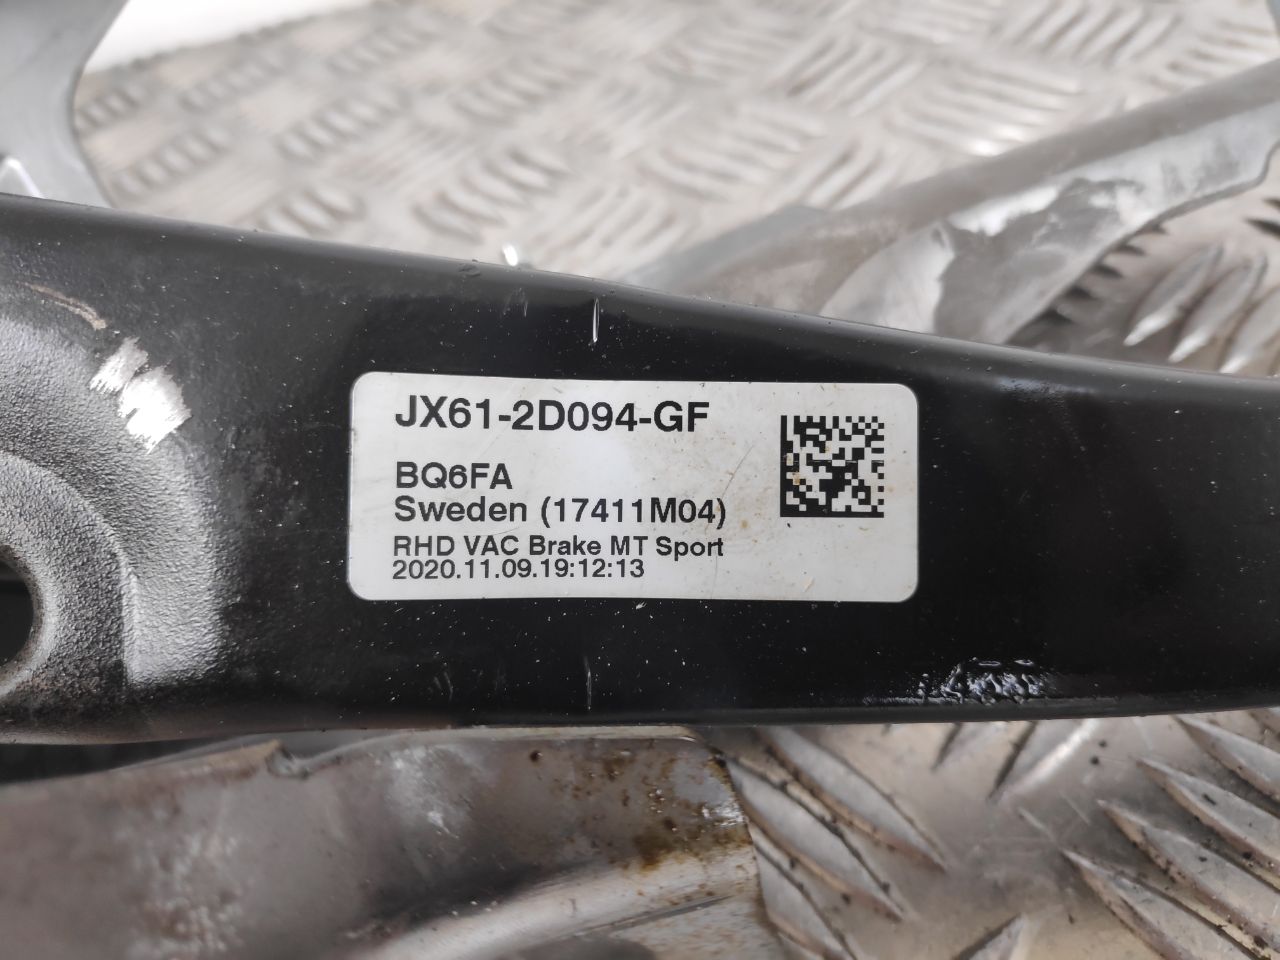 JX61-2D094-GF
BQ6FA
Sweden (17411M04)
RHD VAC Brake MT Sport
2020.11.09.19:12:13